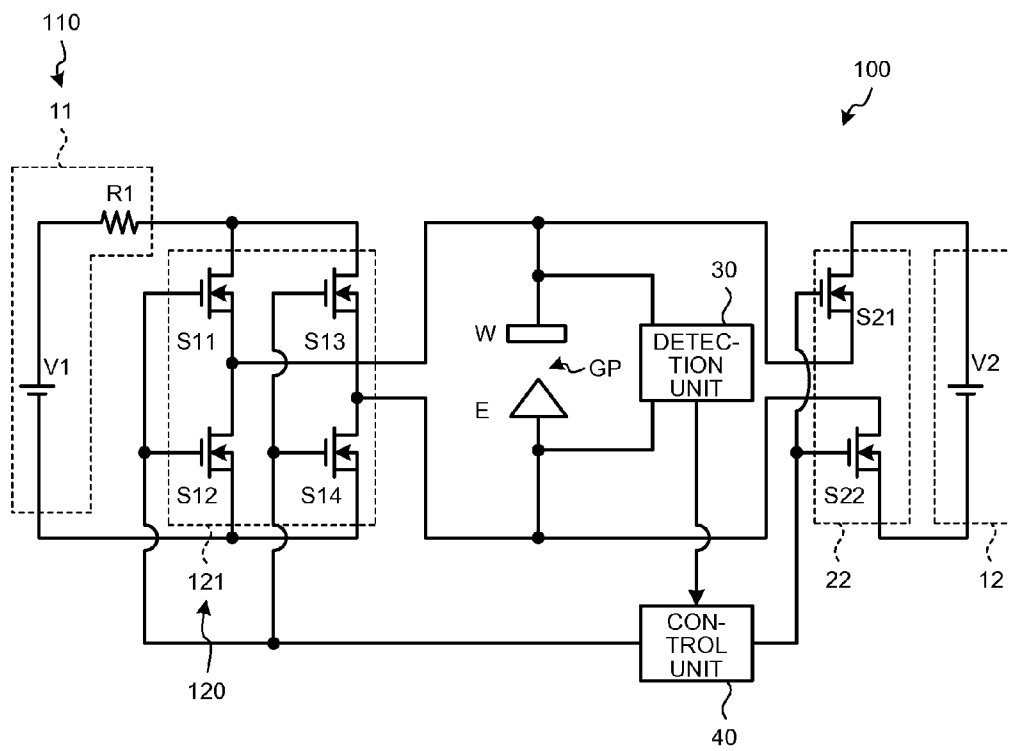 110
11
100
R1
30
W
S11
S13
DETEC-
TION
UNIT
S21
V1
GP
V2
E
S12
S14
S22
121
22
12
120
CON-
TROL
UNIT
40